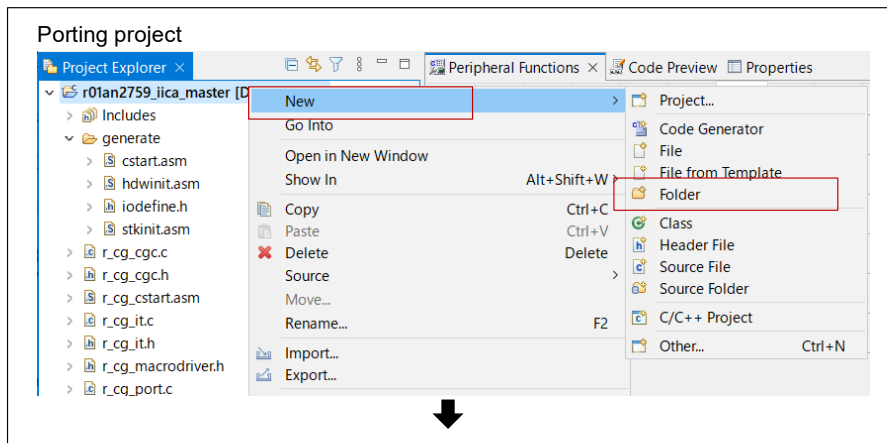 Porting project
Project Explorer
Peripheral Functions
Code Preview
Properties
r01an2759_iica_master [D
Includes
generate
cstart.asm
hdwinit.asm
iodefine.h
stkinit.asm
r_cg_cgc.c
r_cg_cgc.h
r_cg_cstart.asm
r_cg_it.c
r_cg_it.h
r_cg_macrodriver.h
r_cg_port.c
New
Go Into
Open in New Window
Show In Alt+Shift+W
Copy Ctrl+C
Paste Ctrl+V
Delete Delete
Source
Move...
Rename... F2
Import...
Export...
Project...
Code Generator
File
File from Template
Folder
Class
Header File
Source File
Source Folder
C/C++ Project
Other... Ctrl+N